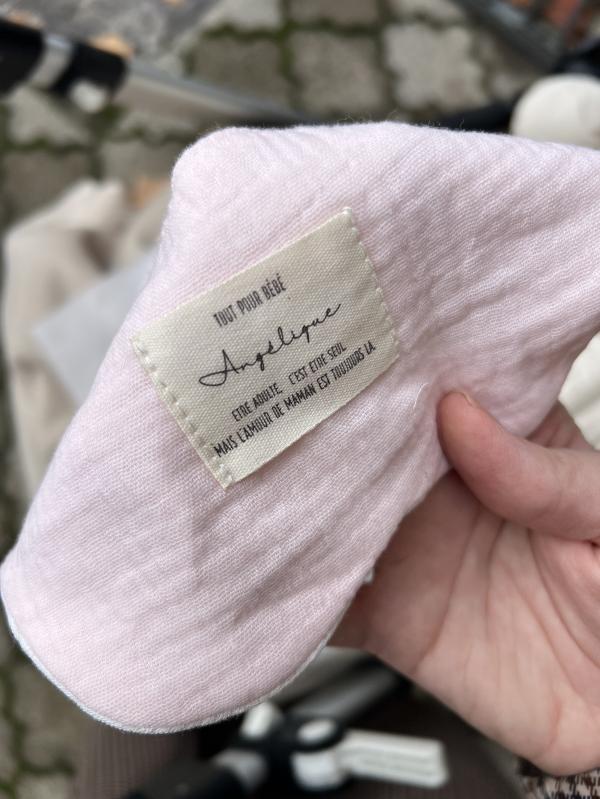 TOUT POUR BÉBÉ
Angélique
ETRE ADULTE, C'EST ETRE SEUL
MAIS L'AMOUR DE MAMAN EST TOUJOURS LA